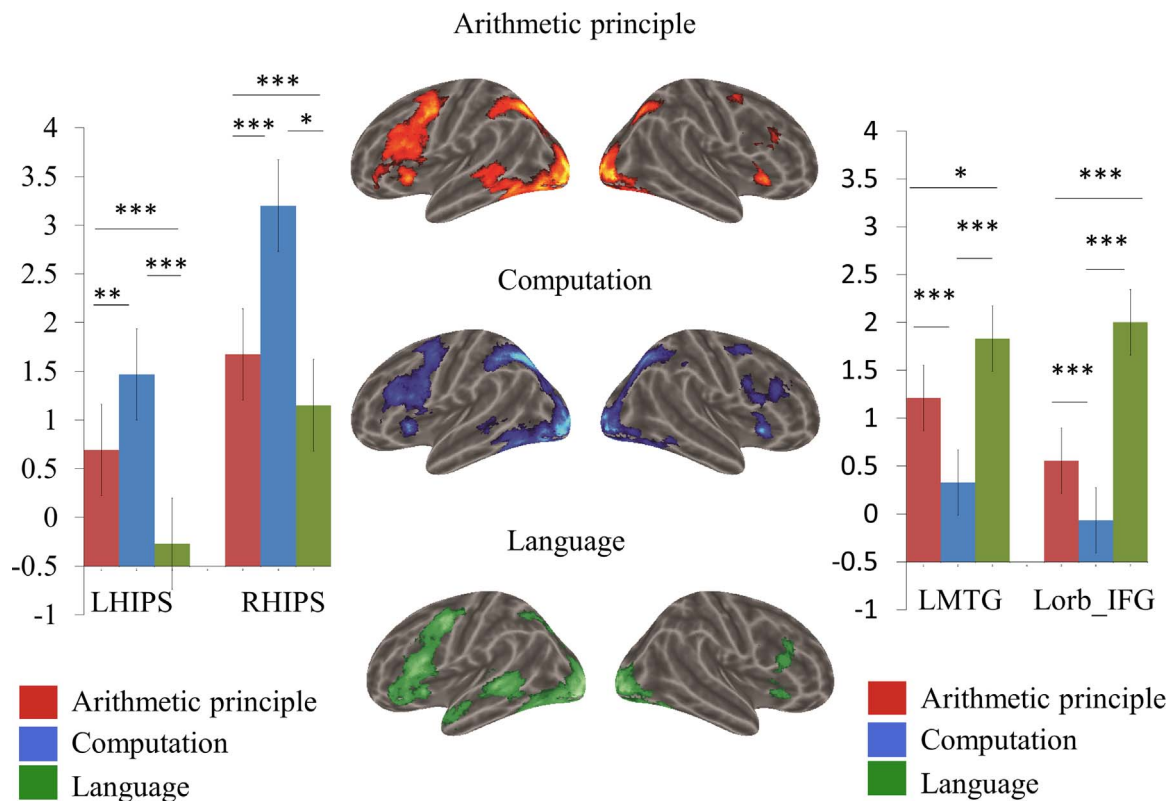 Arithmetic principle
***
***
*
4
3.5
3
2.5
2
1.5
1
0.5
0
-0.5
-1
***
***
**
LHIPS
RHIPS
Computation
Language
*
***
***
***
***
***
4
3.5
3
2.5
2
1.5
1
0.5
0
-0.5
-1
LMTG
Lorb_IFG
Arithmetic principle
Computation
Language
Arithmetic principle
Computation
Language